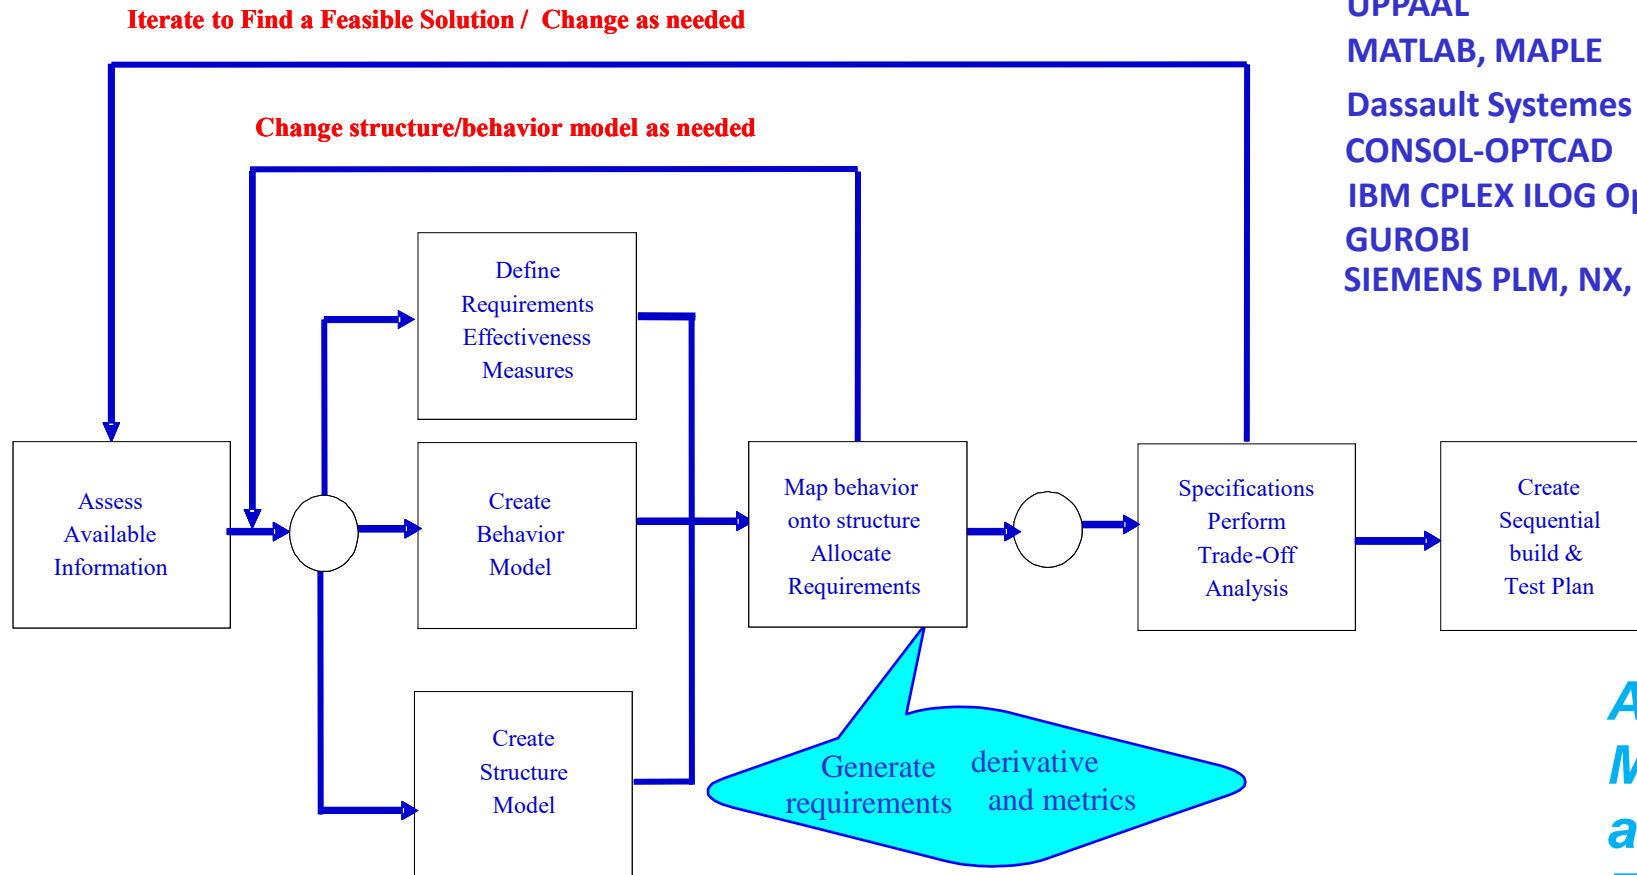 Iterate to Find a Feasible Solution / Change as needed
UPPAAL
MATLAB, MAPLE
Dassault Systemes
CONSOL-OPTCAD
IBM CPLEX ILOG
GUROBI
SIEMENS PLM, NX,
Change structure/behavior model as needed
Define
Requirements
Effectiveness
Measures
Assess
Available
Information
Create
Behavior
Model
Map behavior
onto structure
Allocate
Requirements
Specifications
Perform
Trade-Off
Analysis
Create
Sequential
build &
Test Plan
Create
Structure
Model
Generate derivative
requirements and metrics